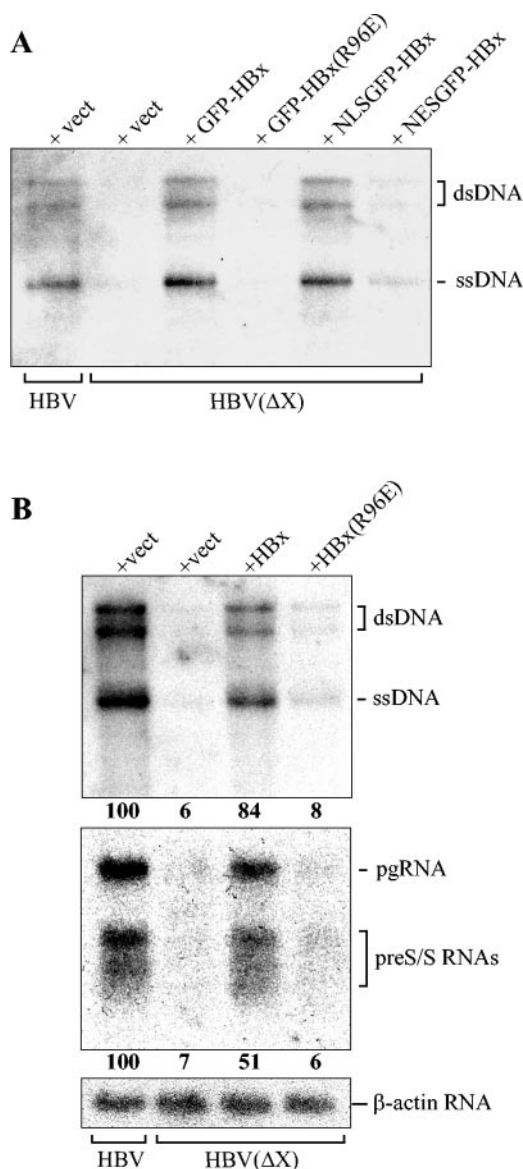 A
+ vect
+ vect
+ GFP-HBx
+ GFP-HBx(R96E)
+ NLSGFP-HBx
+ NESGFP-HBx
dsDNA
ssDNA
HBV
HBV(ΔX)
B
+vect
+vect
+HBx
+HBx(R96E)
dsDNA
ssDNA
100 6 84 8
pgRNA
preS/S RNAs
100 7 51 6
β-actin RNA
HBV
HBV(ΔX)